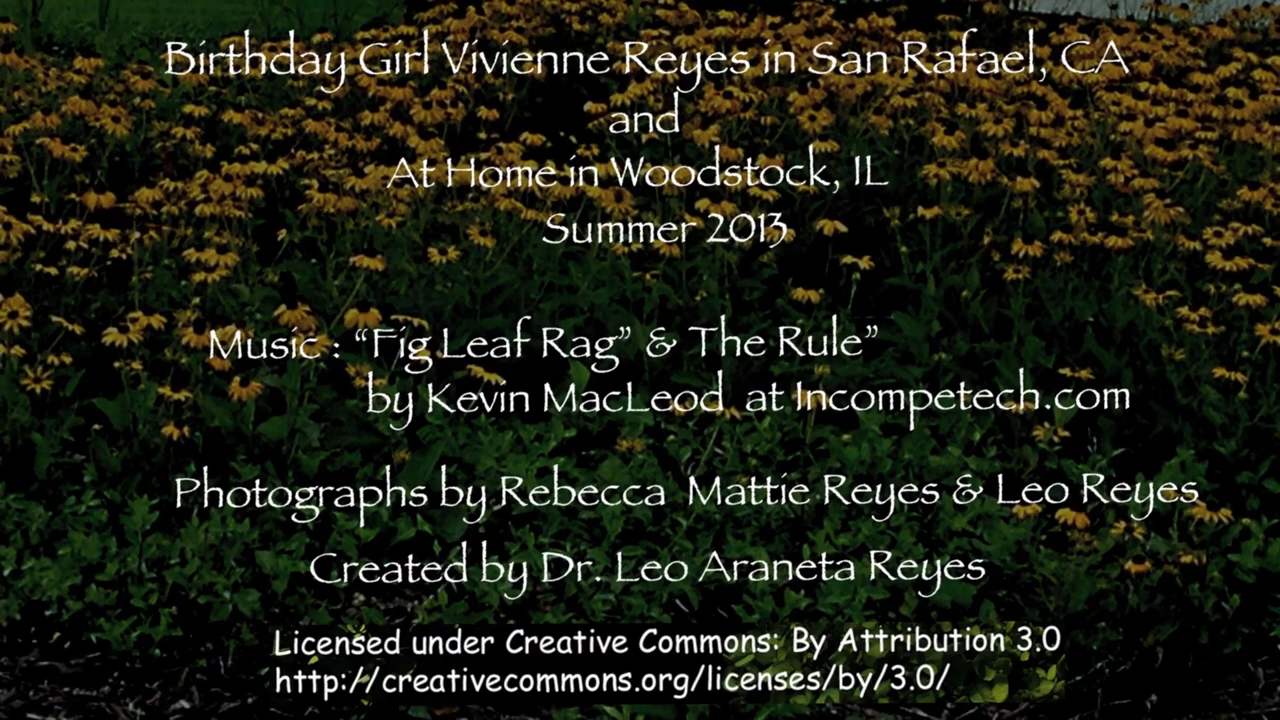 Birthday Girl Vivienne Reyes in San Rafael, CA
and
At Home in Woodstock, IL
Summer 2013
Music : “Fig Leaf Rag” & The Rule”
by Kevin MacLeod at Incompetech.com
Photographs by Rebecca Mattie Reyes & Leo Reyes
Created by Dr. Leo Araneta Reyes
Licensed under Creative Commons: By Attribution 3.0
http://creativecommons.org/licenses/by/3.0/